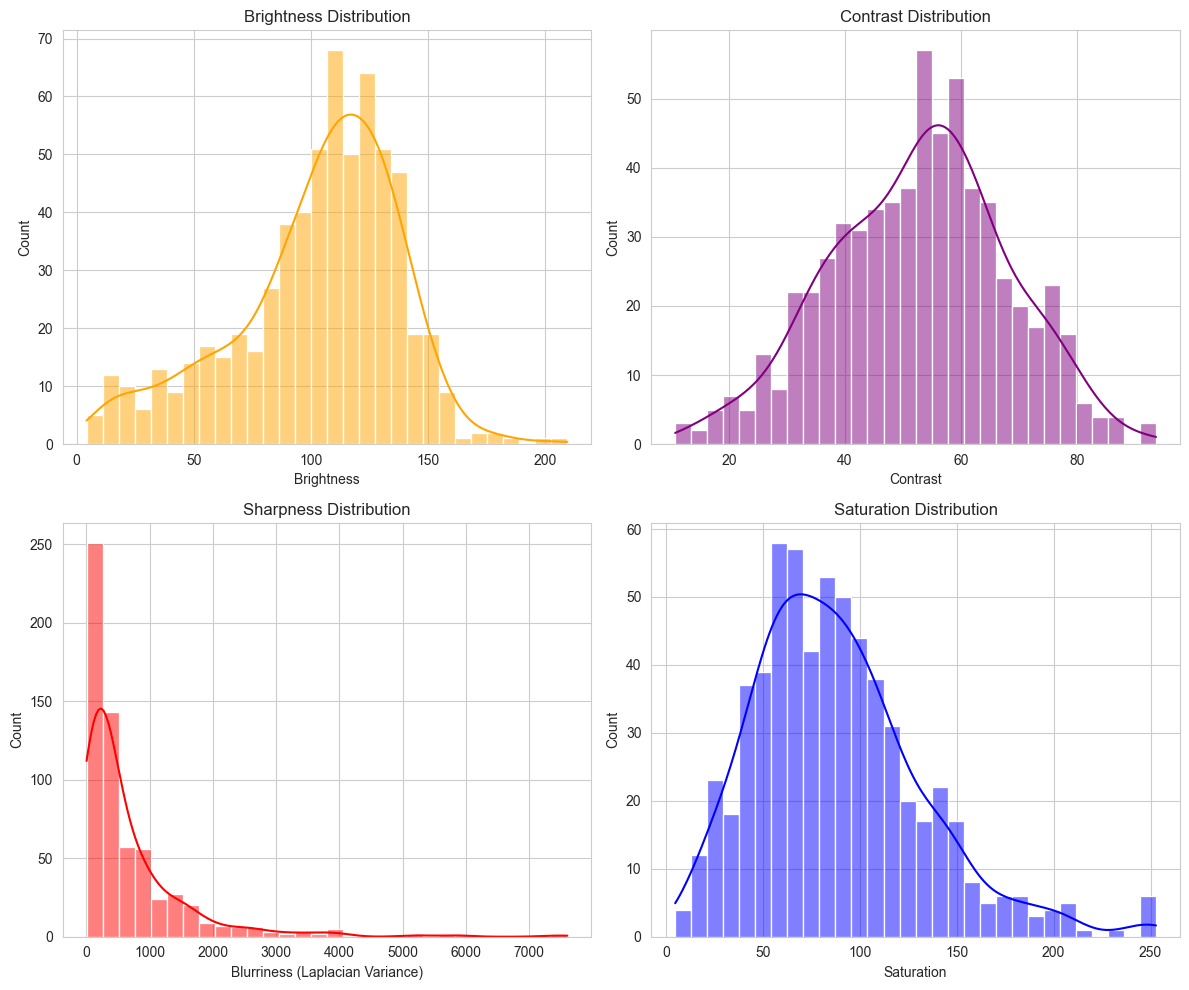 Brightness Distribution
70
60
50
40
30
20
10
0
Count
0 50 100 150 200
Brightness
Contrast Distribution
50
40
30
20
10
0
Count
20 40 60 80
Contrast
Sharpness Distribution
250
200
150
100
50
0
Count
0 1000 2000 3000 4000 5000 6000 7000
Blurriness (Laplacian Variance)
Saturation Distribution
60
50
40
30
20
10
0
Count
0 50 100 150 200 250
Saturation